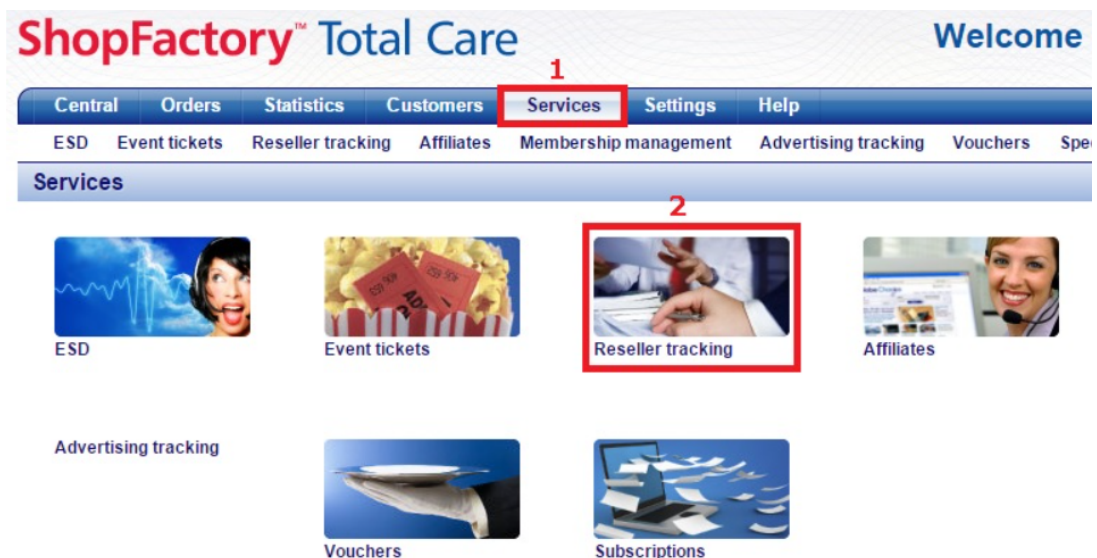 ShopFactory™ Total Care
Welcome
1
Central Orders Statistics Customers Services Settings Help
ESD Event tickets Reseller tracking Affiliates Membership management Advertising tracking Vouchers Spe
Services
2
ESD Event tickets Reseller tracking Affiliates
Advertising tracking
Vouchers Subscriptions